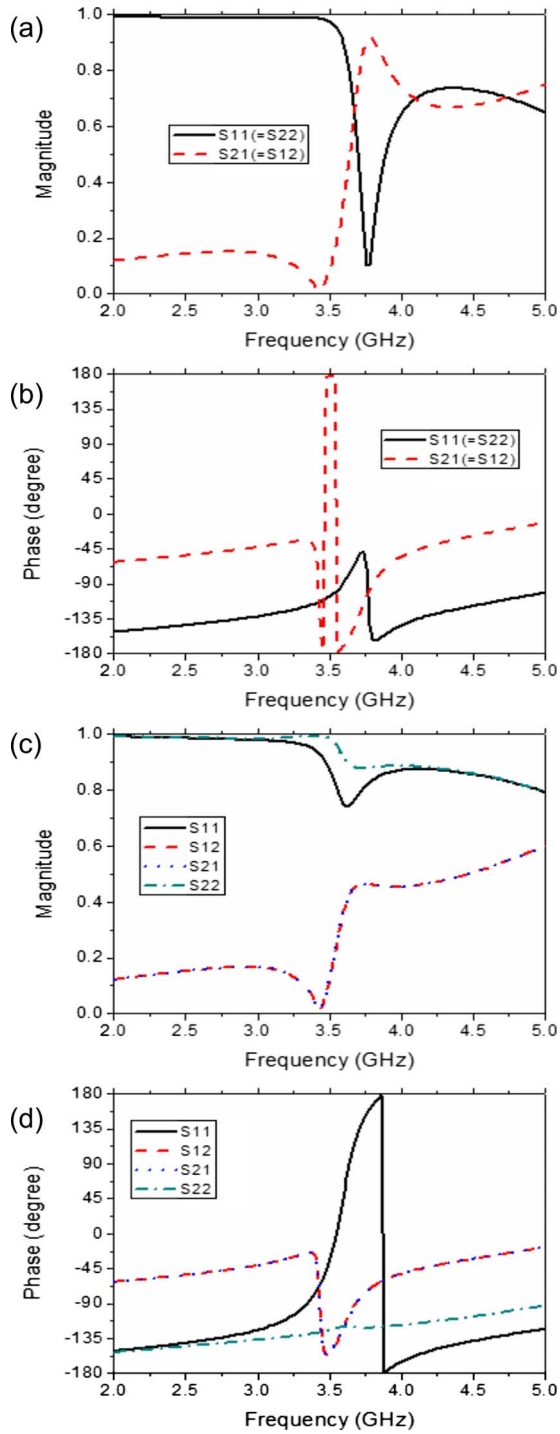 (a)
1.0
0.8
0.6
0.4
0.2
0.0
Magnitude
S11(=S22)
S21(=S12)
2.0 2.5 3.0 3.5 4.0 4.5 5.0
Frequency (GHz)
(b)
180
135
90
45
0
-45
-90
-135
-180
Phase (degree)
S11(=S22)
S21(=S12)
2.0 2.5 3.0 3.5 4.0 4.5 5.0
Frequency (GHz)
(c)
1.0
0.8
0.6
0.4
0.2
0.0
Magnitude
S11
S12
S21
S22
2.0 2.5 3.0 3.5 4.0 4.5 5.0
Frequency (GHz)
(d)
180
135
90
45
0
-45
-90
-135
-180
Phase (degree)
S11
S12
S21
S22
2.0 2.5 3.0 3.5 4.0 4.5 5.0
Frequency (GHz)